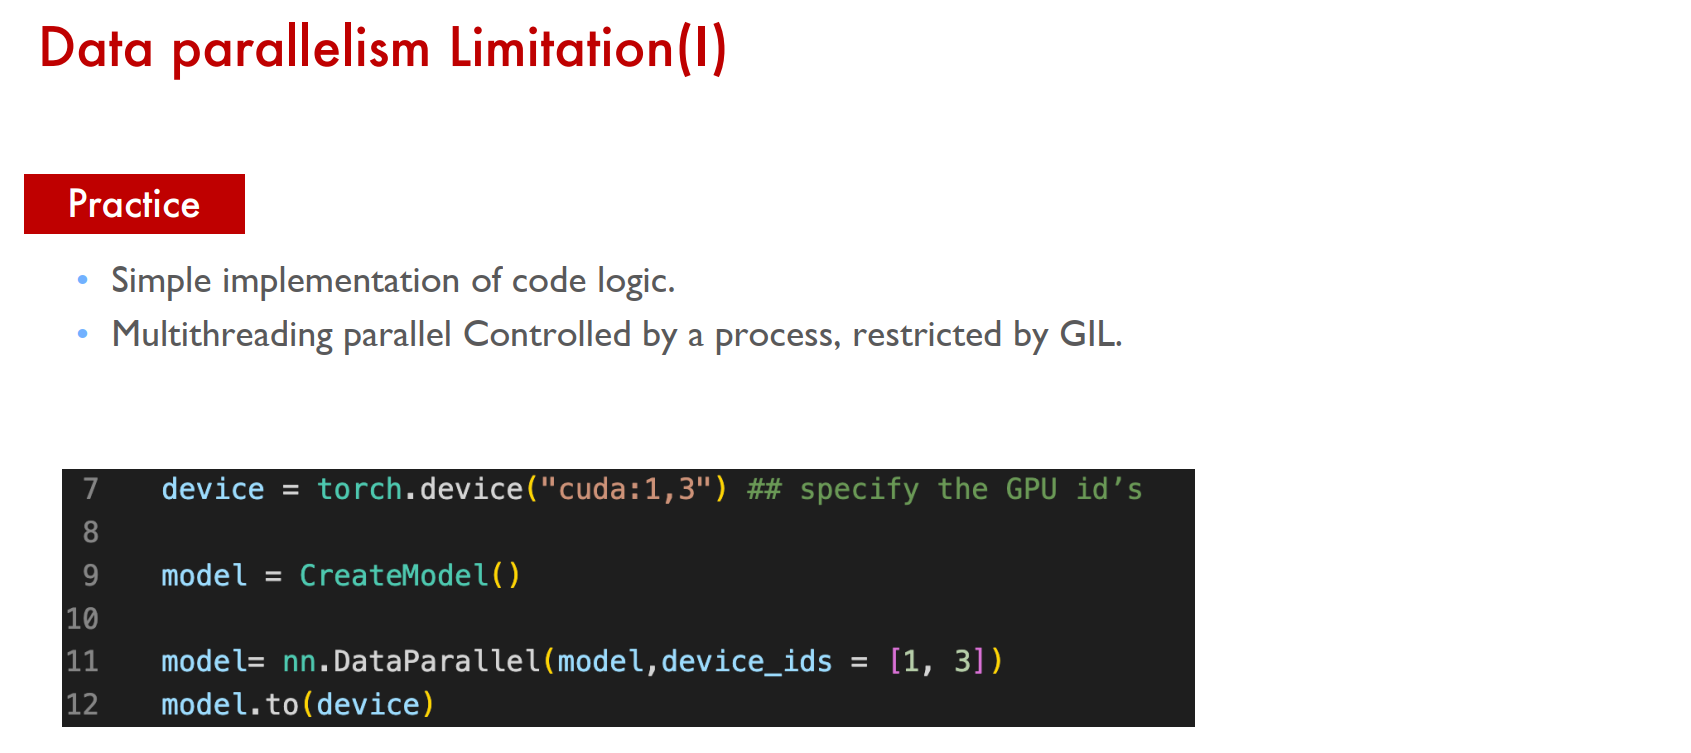 Data parallelism Limitation(I)
Practice
• Simple implementation of code logic.
• Multithreading parallel Controlled by a process, restricted by GIL.
7 device = torch.device("cuda:1,3") ## specify the GPU id’s
8
9 model = CreateModel()
10
11 model= nn.DataParallel(model,device_ids = [1, 3])
12 model.to(device)